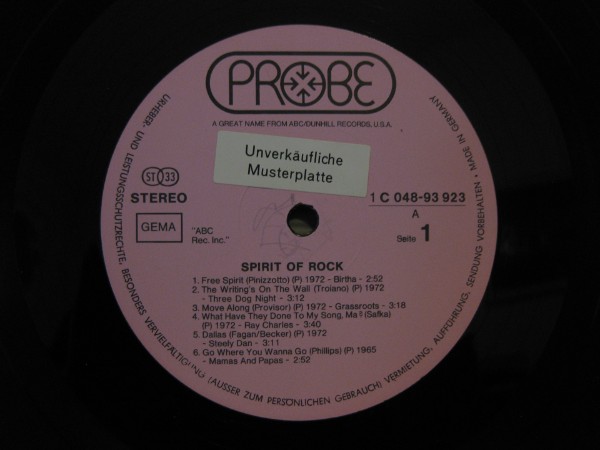 PROBE
A GREAT NAME FROM ABC/DUNHILL RECORDS, U.S.A.
Unverkäufliche
Musterplatte
ST 33
STEREO
GEMA
"ABC
Rec. Inc."
1 C 048-93 923
A
Seite 1
SPIRIT OF ROCK
1. Free Spirit (Pinizzotto) (P) 1972 - Birtha - 2:52
2. The Writing's On The Wall (Troiano) (P) 1972
- Three Dog Night - 3:12
3. Move Along (Provisor) (P) 1972 - Grassroots - 3:18
4. What Have They Done To My Song, Ma (Safka)
(P) 1972 - Ray Charles - 3:40
5. Dallas (Fagan/Becker) (P) 1972
- Steely Dan - 3:11
6. Go Where You Wanna Go (Phillips) (P) 1965
- Mamas And Papas - 2:52
URHEBER- UND LEISTUNGSSCHUTZRECHTE, BESONDERS VERVIELFÄLTIGUNG (AUSSER ZUM PERSÖNLICHEN GEBRAUCH) VERMIETUNG, AUFFÜHRUNG, SENDUNG VORBEHALTEN • MADE IN GERMANY